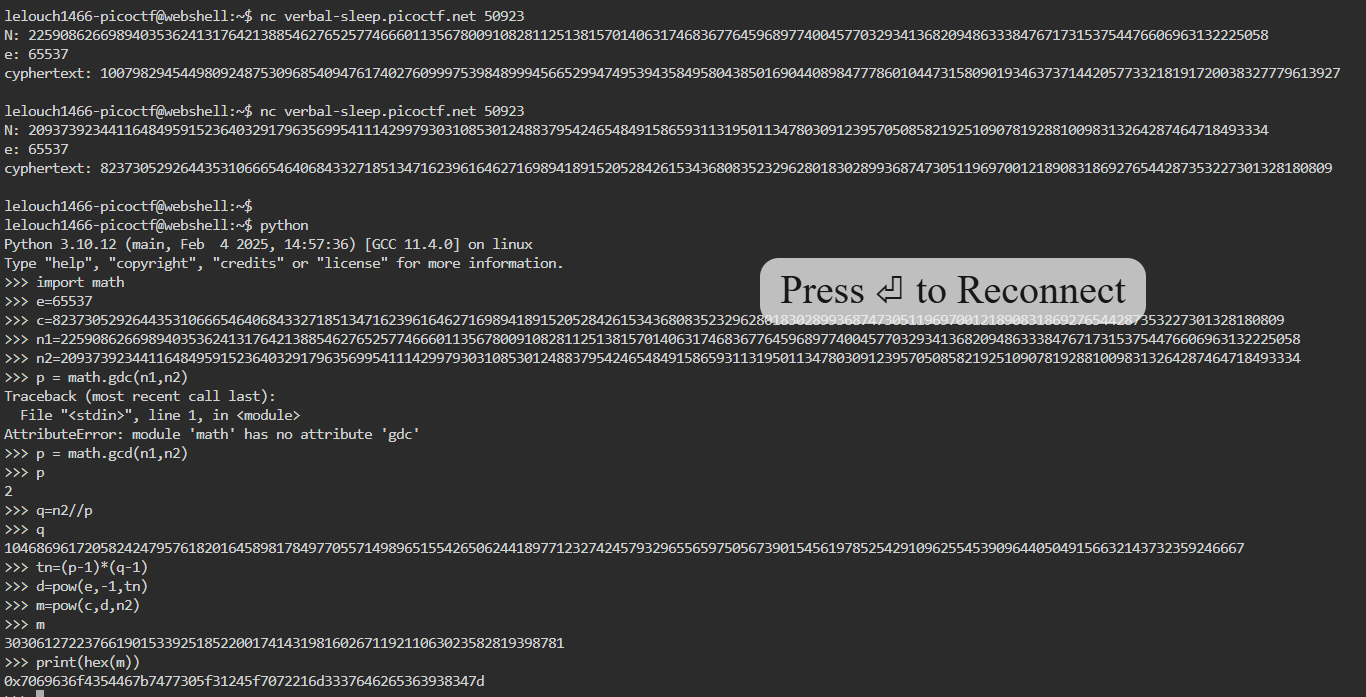 lelouch1466-picoctf@webshell:~$ nc verbal-sleep.picoctf.net 50923
N: 22590862669894035362413176421388546276525774666011356780091082811251381570140631746836776459689774004577032934136820948633384767173153754476606963132225058
e: 65537
cyphertext: 10079829454498092487530968540947617402760999753984899945665299474953943584958043850169044089847778601044731580901934637371442057733218191720038327779613927
lelouch1466-picoctf@webshell:~$ nc verbal-sleep.picoctf.net 50923
N: 20937392344116484959152364032917963569954111429979303108530124883795424654849158659311319501134780309123957050858219251090781928810098313264287464718493334
e: 65537
cyphertext: 8237305292644353106665464068433271851347162396164627169894189152052842615343680835232962801830289936874730511969700121890831869276544287353227301328180809
lelouch1466-picoctf@webshell:~$
lelouch1466-picoctf@webshell:~$ python
Python 3.10.12 (main, Feb  4 2025, 14:57:36) [GCC 11.4.0] on linux
Type "help", "copyright", "credits" or "license" for more information.
>>> import math
>>> e=65537
Press ⏎ to Reconnect
>>> c=8237305292644353106665464068433271851347162396164627169894189152052842615343680835232962801830289936874730511969700121890831869276544287353227301328180809
>>> n1=22590862669894035362413176421388546276525774666011356780091082811251381570140631746836776459689774004577032934136820948633384767173153754476606963132225058
>>> n2=20937392344116484959152364032917963569954111429979303108530124883795424654849158659311319501134780309123957050858219251090781928810098313264287464718493334
>>> p = math.gdc(n1,n2)
Traceback (most recent call last):
  File "<stdin>", line 1, in <module>
AttributeError: module 'math' has no attribute 'gdc'
>>> p = math.gcd(n1,n2)
>>> p
2
>>> q=n2//p
>>> q
10468696172058242479576182016458981784977055714989651554265062441897712327424579329655659750567390154561978525429109625545390964405049156632143732359246667
>>> tn=(p-1)*(q-1)
>>> d=pow(e,-1,tn)
>>> m=pow(c,d,n2)
>>> m
3030612722376619015339251852200174143198160267119211063023582819398781
>>> print(hex(m))
0x7069636f4354467b7477305f31245f7072216d3337646265363938347d
>>>